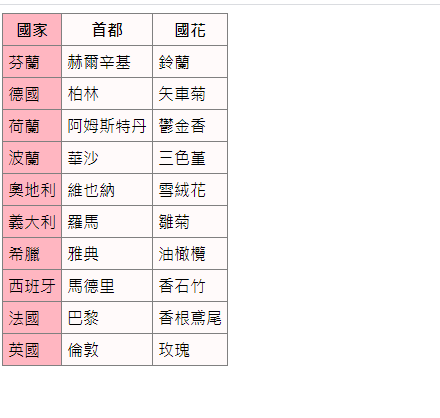 國家 首都 國花
芬蘭 赫爾辛基 鈴蘭
德國 柏林 矢車菊
荷蘭 阿姆斯特丹 鬱金香
波蘭 華沙 三色堇
奧地利 維也納 雪絨花
義大利 羅馬 雛菊
希臘 雅典 油橄欖
西班牙 馬德里 香石竹
法國 巴黎 香根鳶尾
英國 倫敦 玫瑰